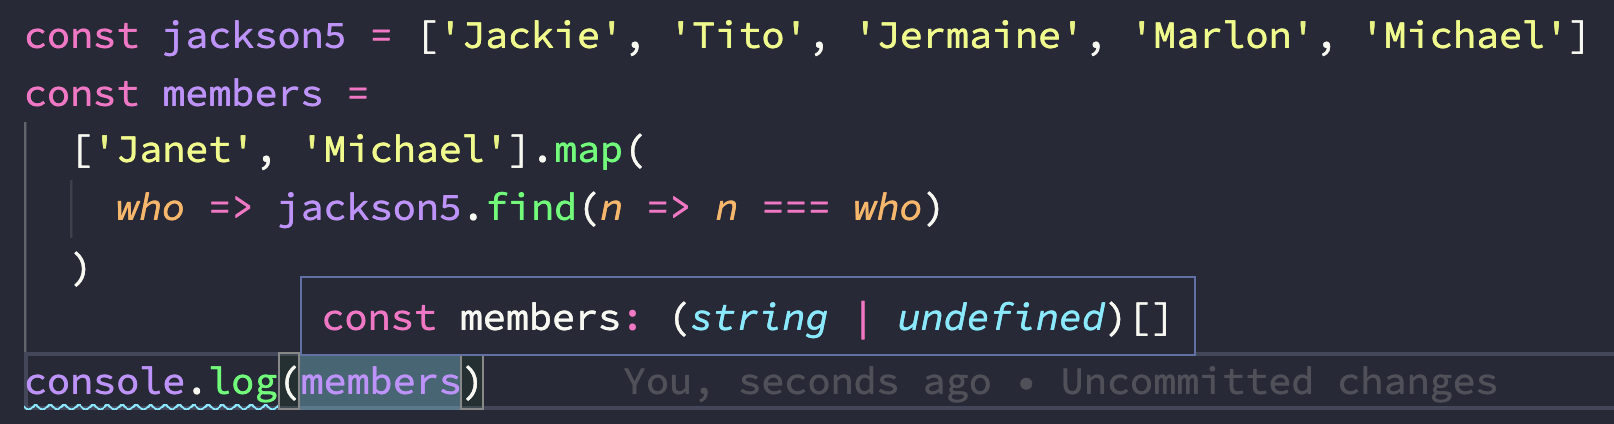 const jackson5 = ['Jackie', 'Tito', 'Jermaine', 'Marlon', 'Michael']
const members =
['Janet', 'Michael'].map(
who => jackson5.find(n => n === who)
)
const members: (string | undefined)[]
console.log(members) You, seconds ago • Uncommitted changes